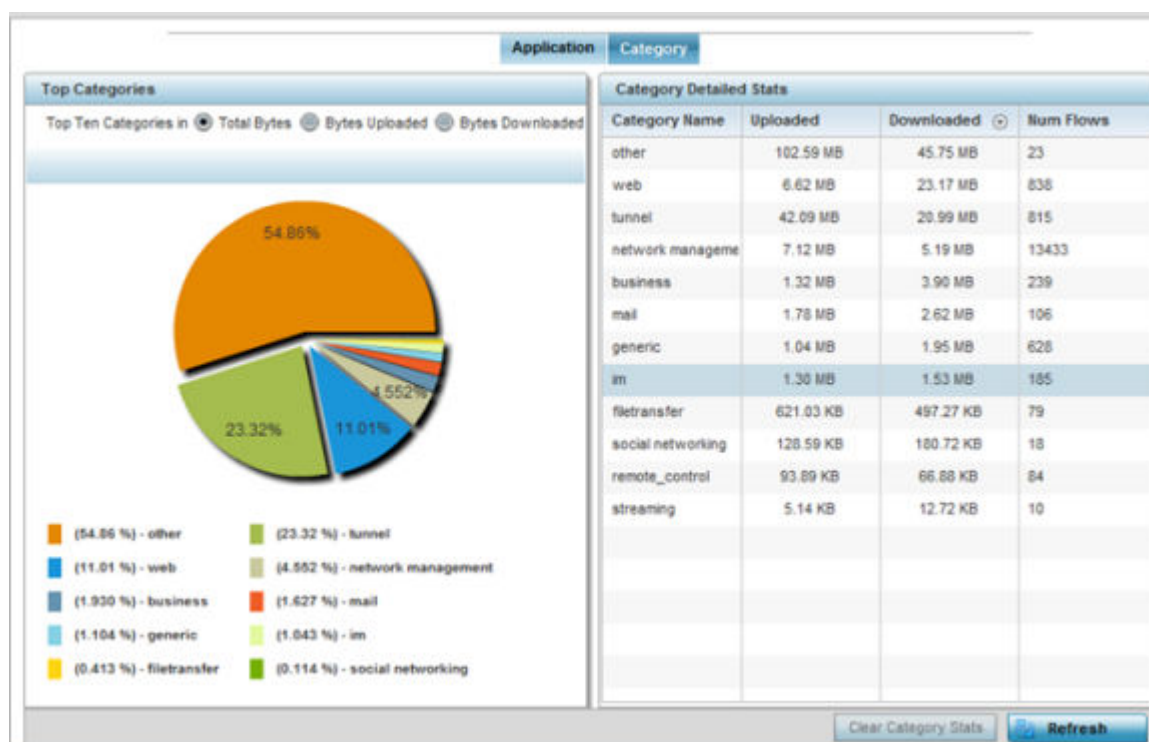 Application Category
Top Categories
Top Ten Categories in Total Bytes Bytes Uploaded Bytes Downloaded
54.86%
4.552%
23.32%
11.01%
(54.86 %) - other (23.32 %) - tunnel
(11.01 %) - web (4.552 %) - network management
(1.930 %) - business (1.627 %) - mail
(1.104 %) - generic (1.043 %) - im
(0.413 %) - filetransfer (0.114 %) - social networking
Category Detailed Stats
Category Name Uploaded Downloaded Num Flows
other 102.59 MB 45.75 MB 23
web 6.62 MB 23.17 MB 838
tunnel 42.09 MB 20.99 MB 815
network manageme 7.12 MB 5.19 MB 13433
business 1.32 MB 3.90 MB 239
mail 1.78 MB 2.62 MB 106
generic 1.04 MB 1.95 MB 628
im 1.30 MB 1.53 MB 185
filetransfer 621.03 KB 497.27 KB 79
social networking 128.59 KB 180.72 KB 18
remote_control 93.89 KB 66.88 KB 84
streaming 5.14 KB 12.72 KB 10
Clear Category Stats Refresh